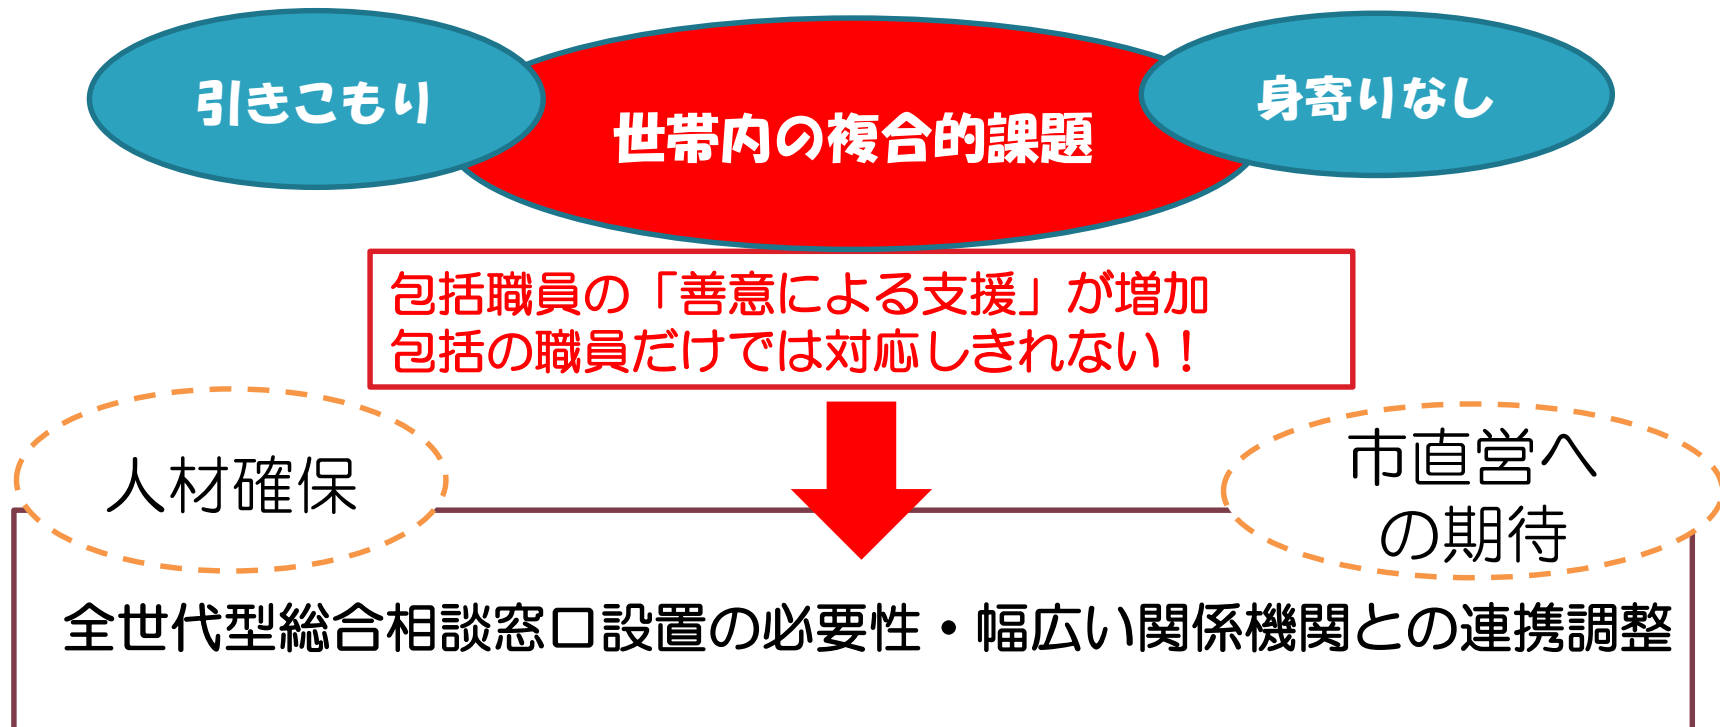 引きこもり
世帯内の複合的課題
身寄りなし
包括職員の「善意による支援」が増加
包括の職員だけでは対応しきれない！
人材確保
市直営へ
の期待
全世代型総合相談窓口設置の必要性・幅広い関係機関との連携調整